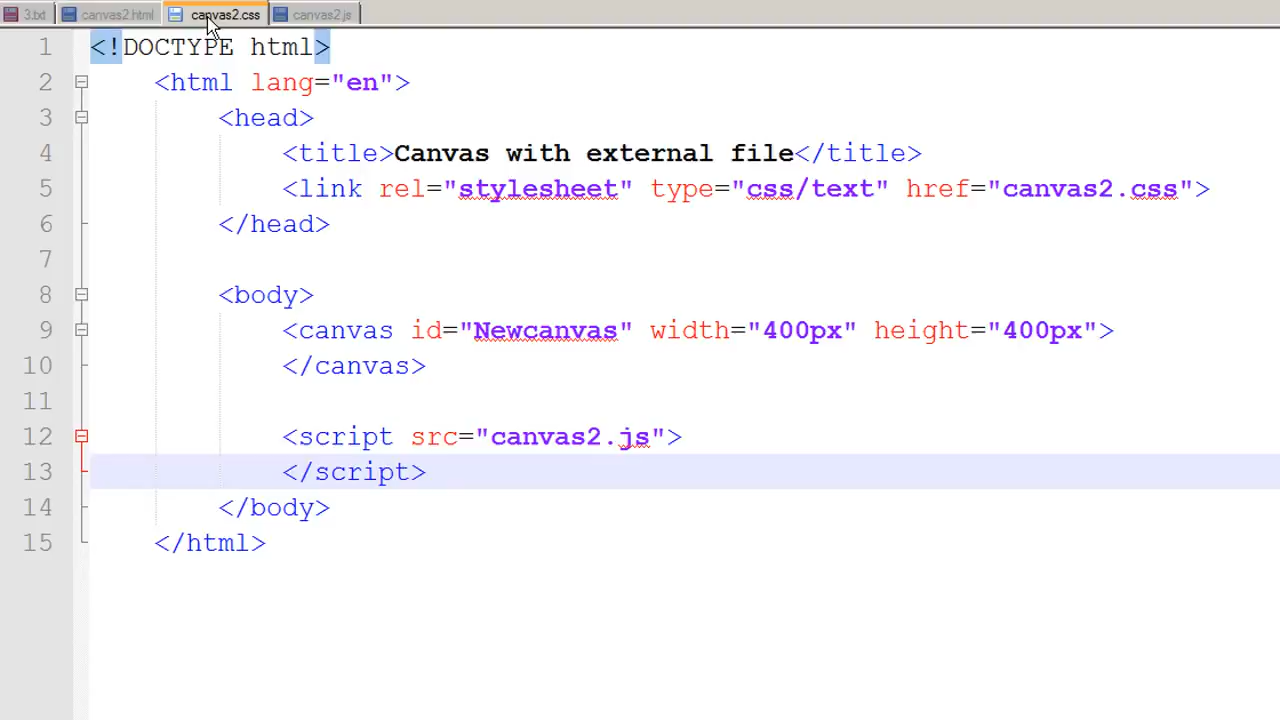 3.txt canvas2.html canvas2.css canvas2.js
1 <!DOCTYPE html>
2 <html lang="en">
3 <head>
4 <title>Canvas with external file</title>
5 <link rel="stylesheet" type="css/text" href="canvas2.css">
6 </head>
7
8 <body>
9 <canvas id="Newcanvas" width="400px" height="400px">
10 </canvas>
11
12 <script src="canvas2.js">
13 </script>
14 </body>
15 </html>